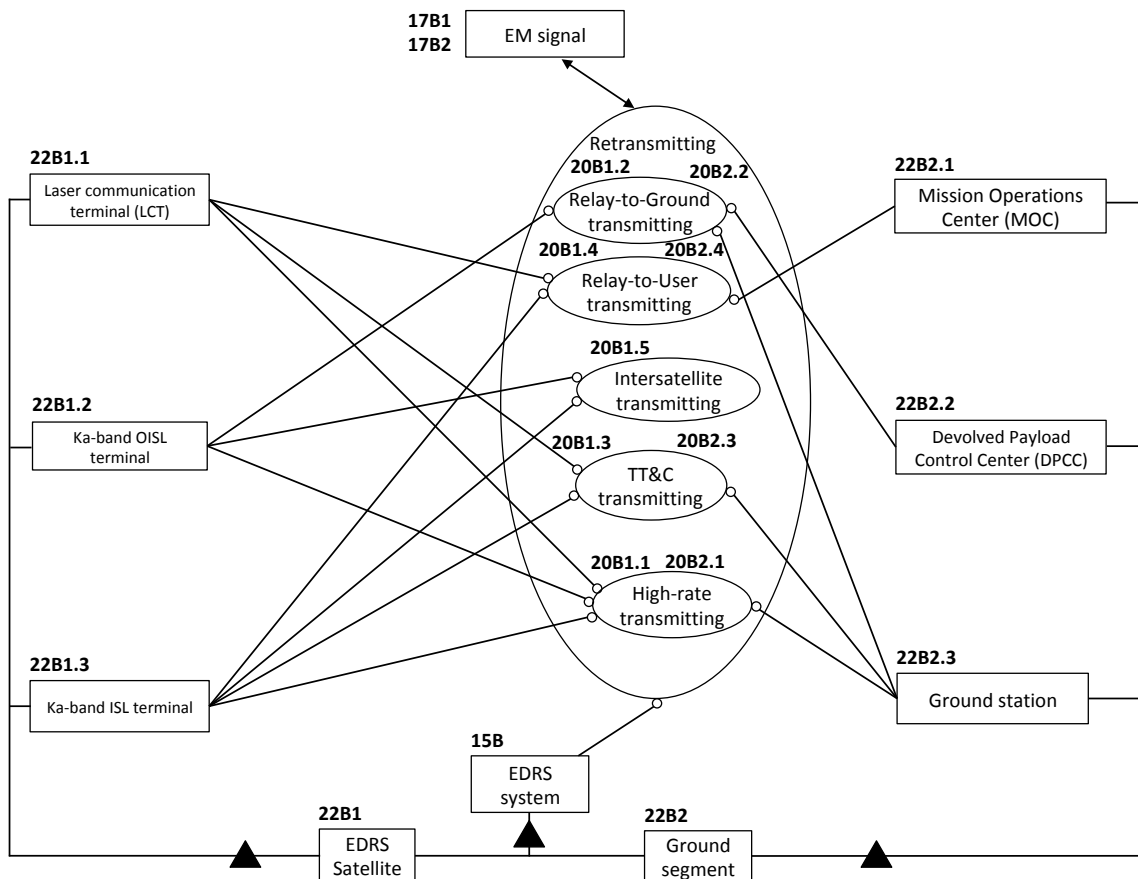 17B1
17B2
EM signal
Retransmitting
22B1.1
Laser communication
terminal (LCT)
20B1.2
20B2.2
Relay-to-Ground
transmitting
22B2.1
Mission Operations
Center (MOC)
20B1.4
20B2.4
Relay-to-User
transmitting
20B1.5
Intersatellite
transmitting
22B1.2
Ka-band OISL
terminal
22B2.2
Devolved Payload
Control Center (DPCC)
20B1.3
20B2.3
TT&C
transmitting
20B1.1
20B2.1
High-rate
transmitting
22B1.3
Ka-band ISL terminal
22B2.3
Ground station
15B
EDRS
system
22B1
EDRS
Satellite
22B2
Ground
segment